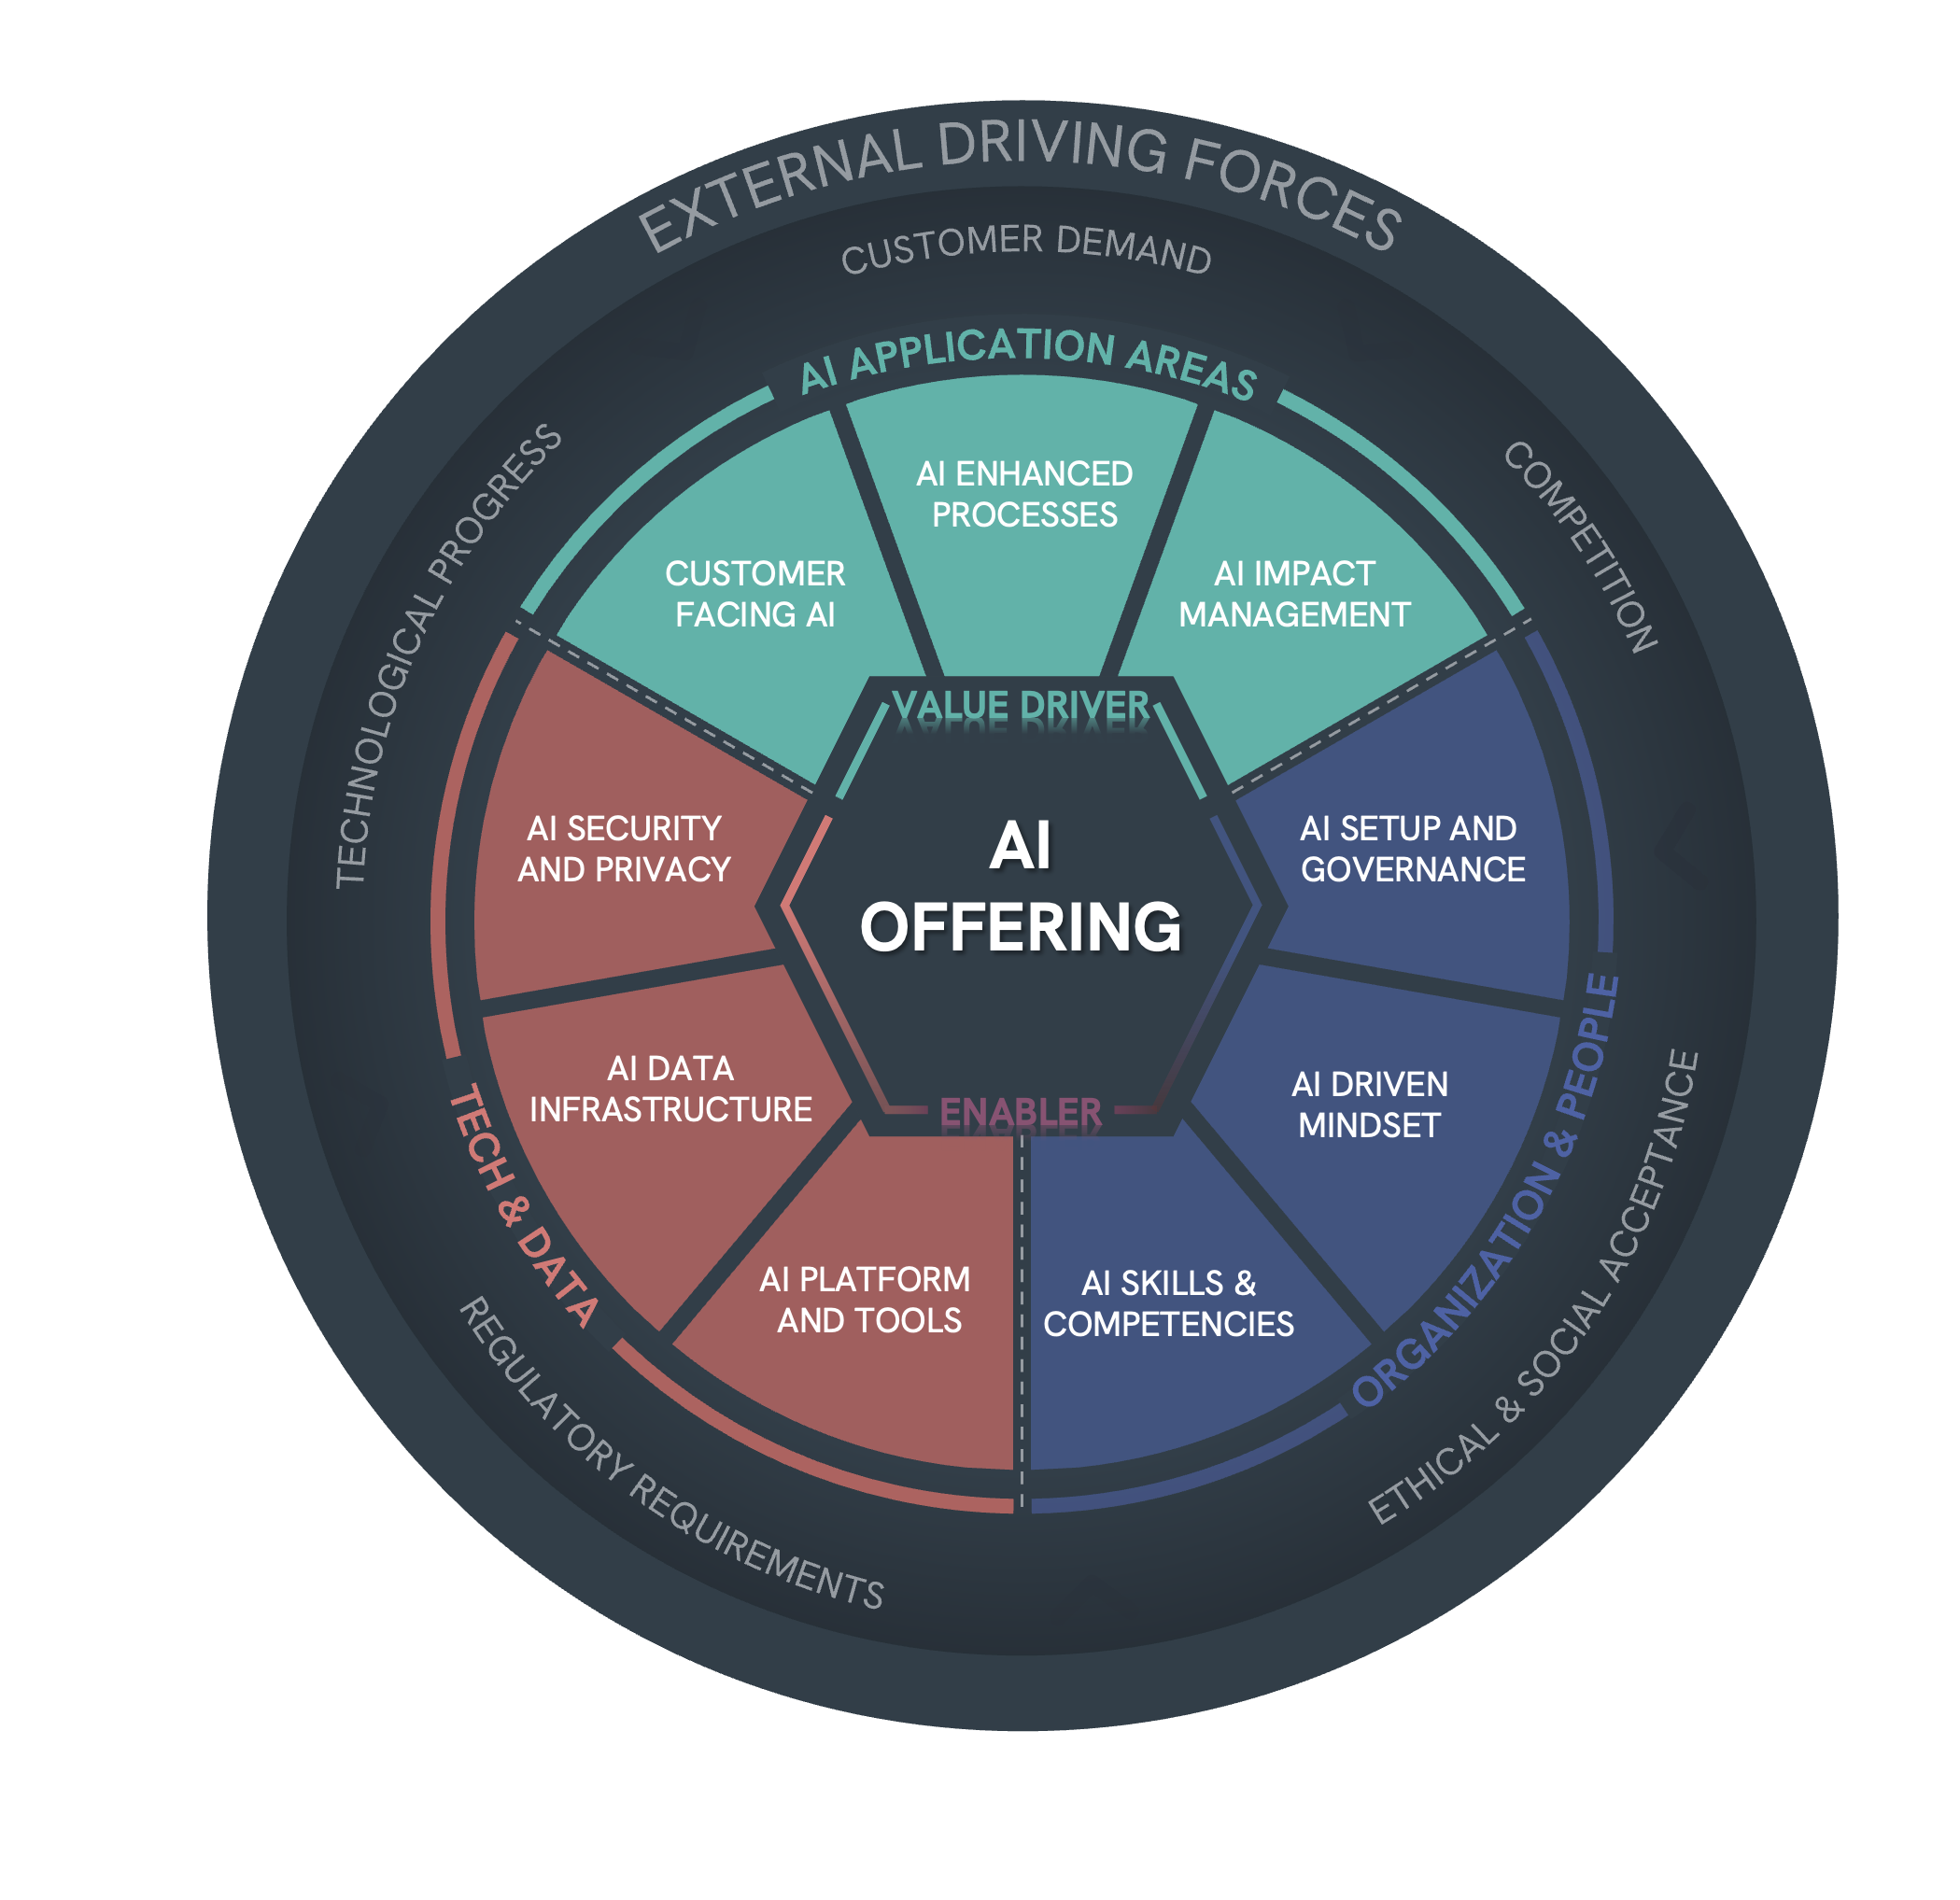 EXTERNAL DRIVING FORCES
CUSTOMER DEMAND
TECHNOLOGICAL PROGRESS
COMPETITION
AI APPLICATION AREAS
AI ENHANCED
PROCESSES
CUSTOMER
FACING AI
AI IMPACT
MANAGEMENT
VALUE DRIVER
AI
OFFERING
AI SECURITY
AND PRIVACY
AI SETUP AND
GOVERNANCE
AI DATA
INFRASTRUCTURE
AI DRIVEN
MINDSET
ENABLER
TECH & DATA
ORGANIZATION & PEOPLE
AI PLATFORM
AND TOOLS
AI SKILLS &
COMPETENCIES
REGULATORY REQUIREMENTS
ETHICAL & SOCIAL ACCEPTANCE